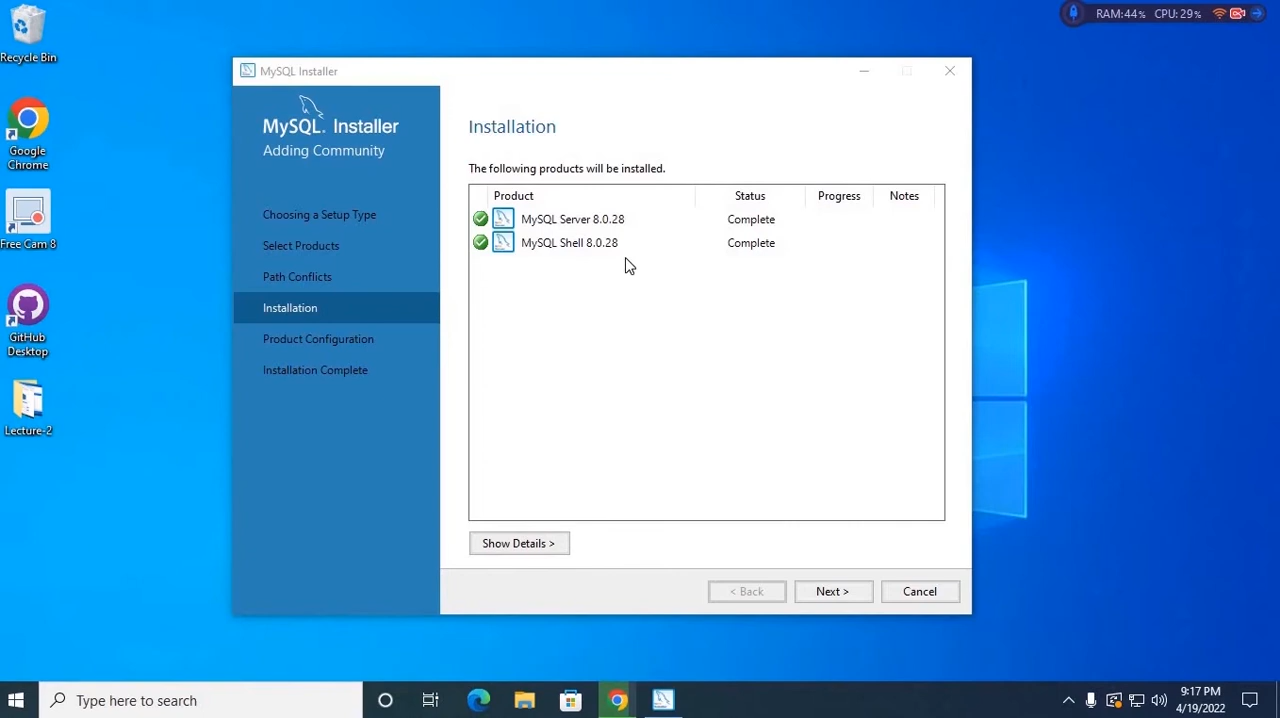 RAM:44% CPU:29%
Recycle Bin
Google
Chrome
Free Cam 8
GitHub
Desktop
Lecture-2
MySQL Installer
MySQL. Installer
Adding Community
Choosing a Setup Type
Select Products
Path Conflicts
Installation
Product Configuration
Installation Complete
Installation
The following products will be installed.
Product Status Progress Notes
MySQL Server 8.0.28 Complete
MySQL Shell 8.0.28 Complete
Show Details >
< Back Next > Cancel
Type here to search
9:17 PM
4/19/2022